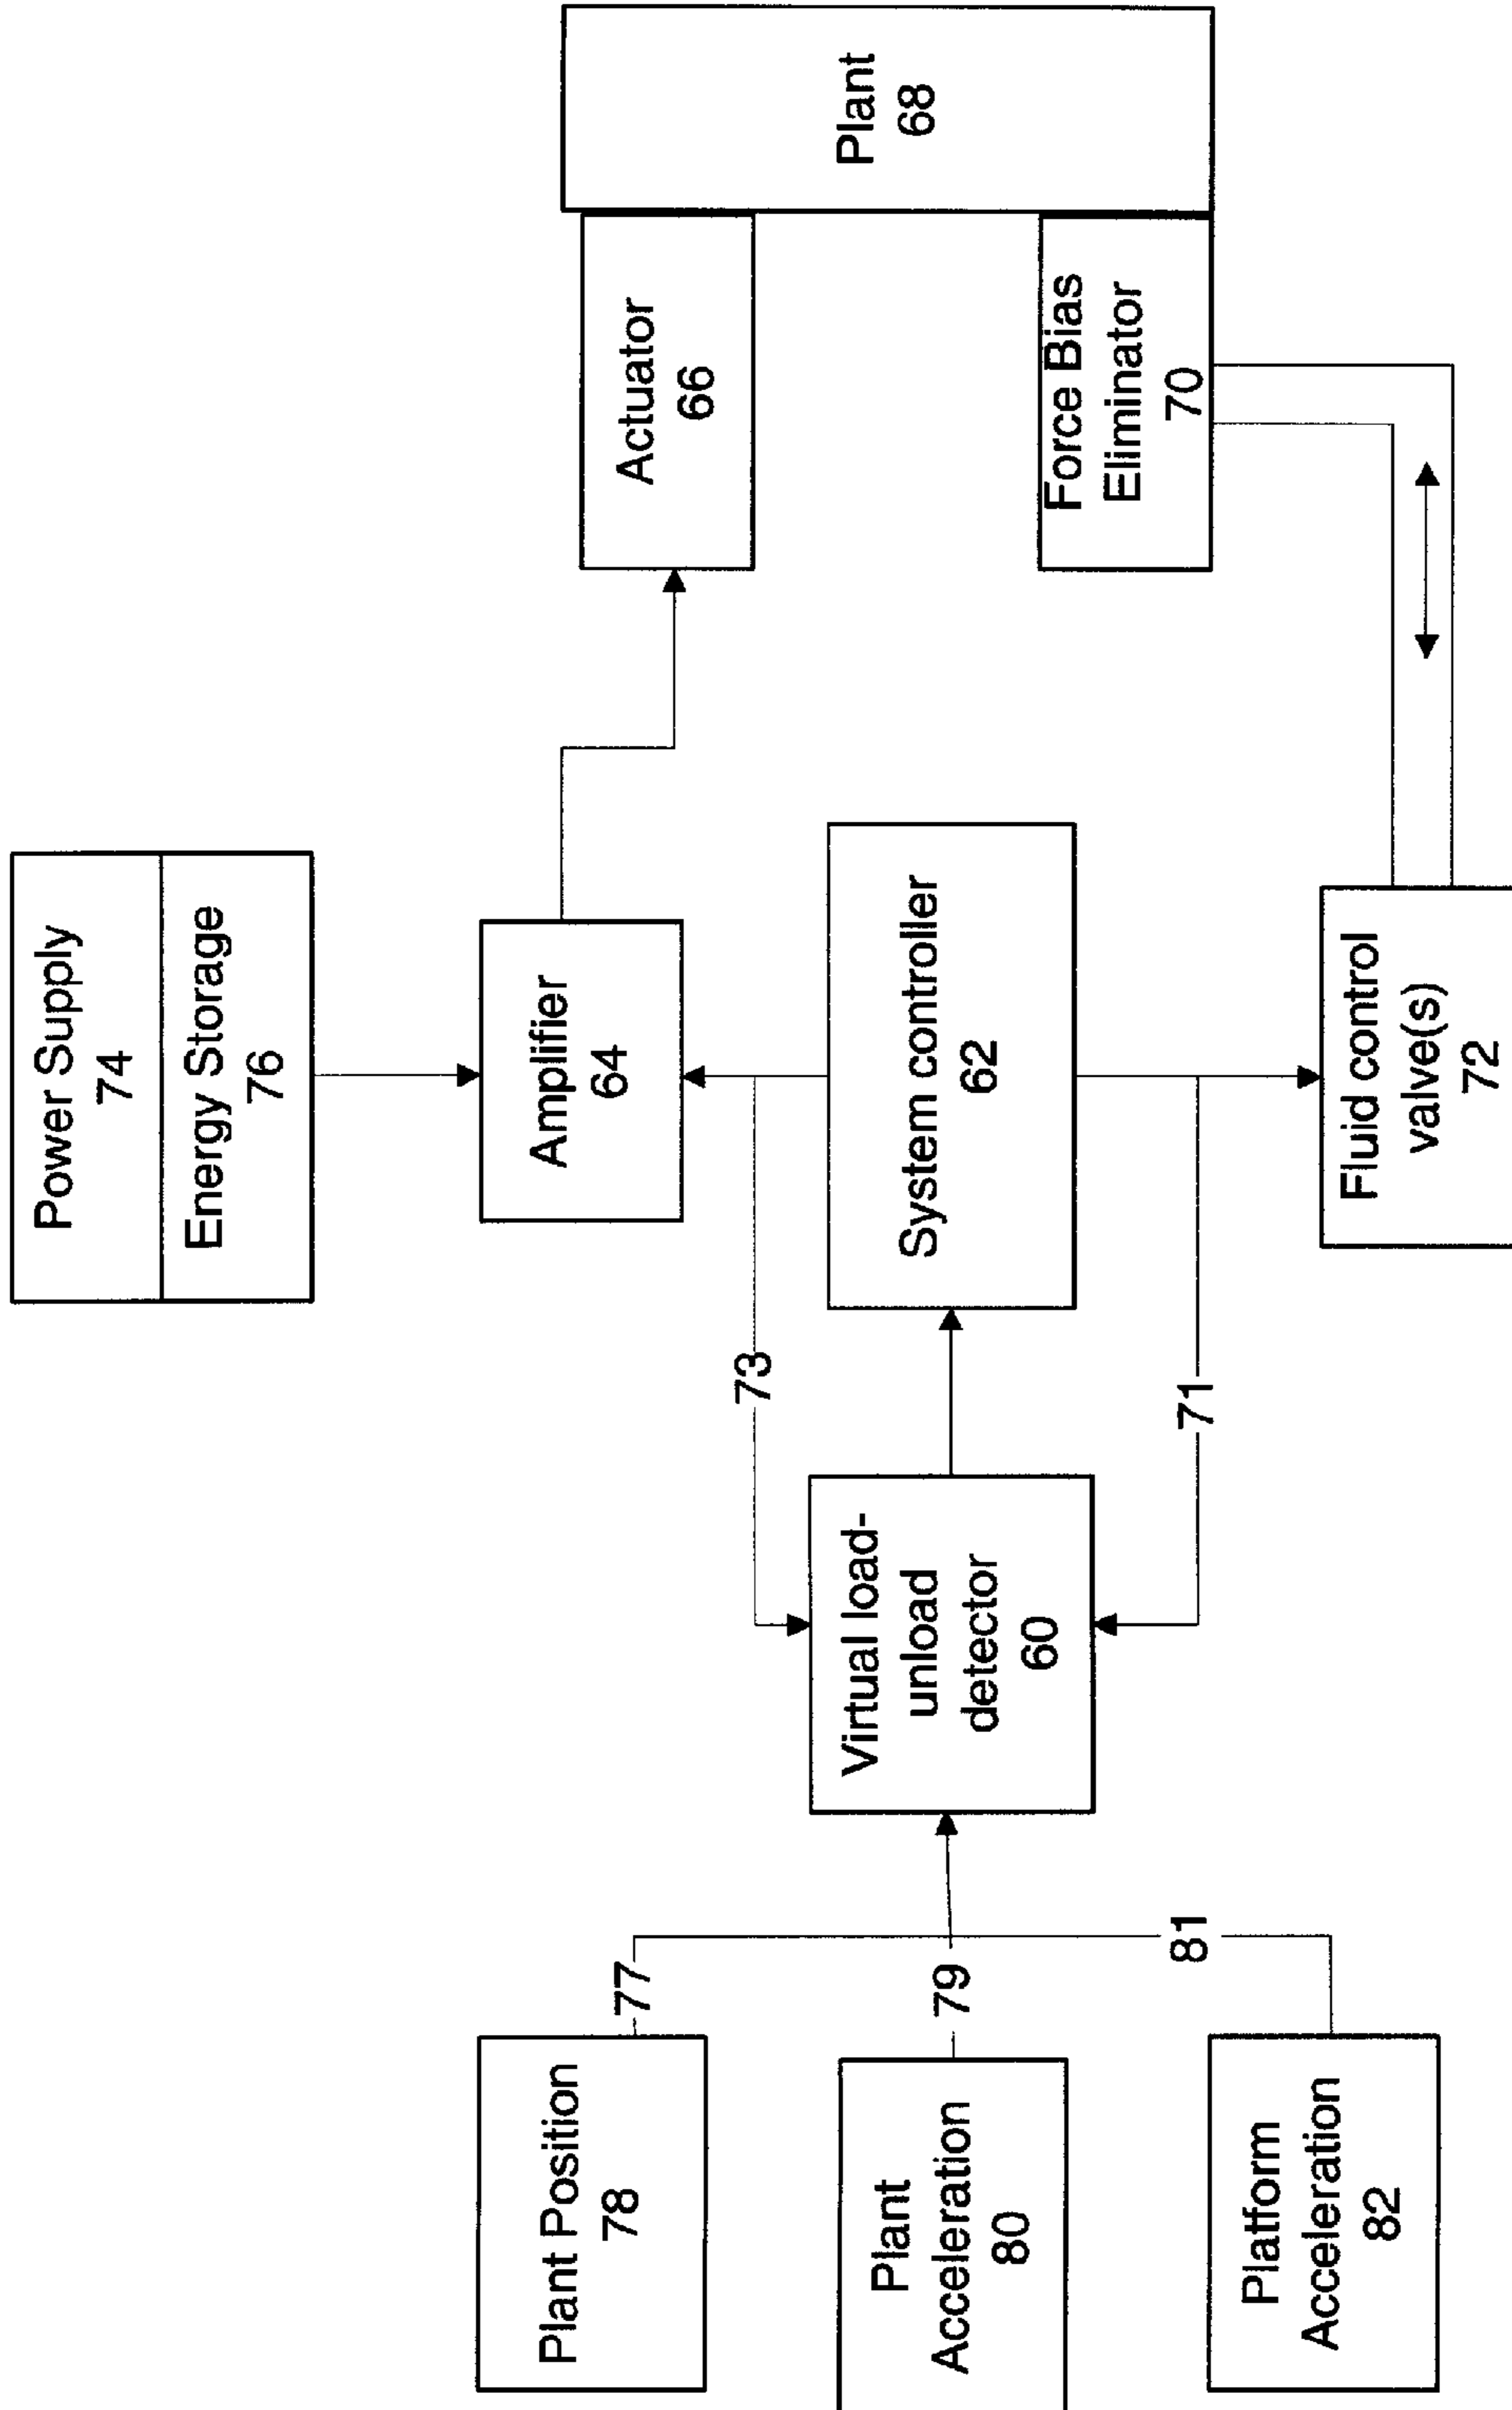 Power Supply
74
Energy Storage
76
Plant Position
78
77
Amplifier
64
Actuator
66
Plant
68
73
Plant
Acceleration
80
79
Virtual load-
unload
detector
60
System controller
62
Force Bias
Eliminator
70
81
71
Platform
Acceleration
82
Fluid control
valve(s)
72